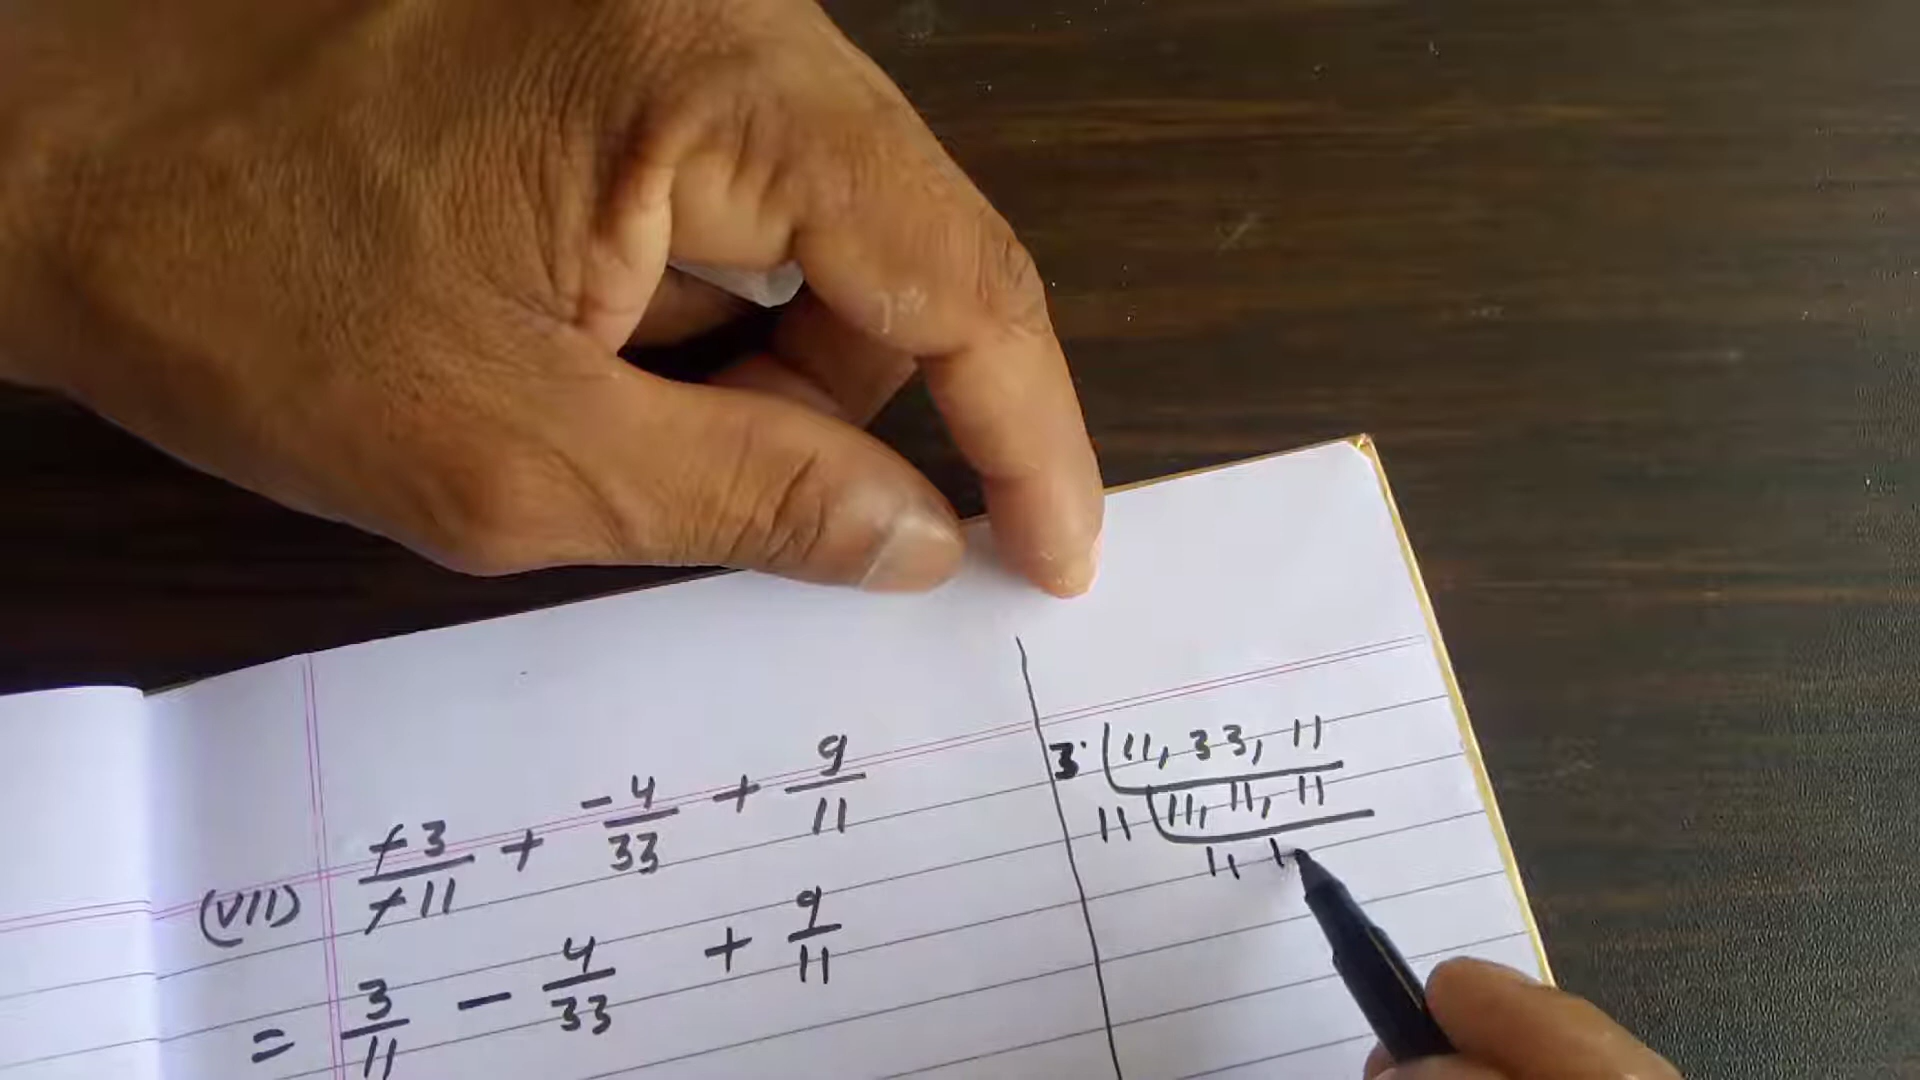 (VII) -3/-11 + -4/33 + 9/11
= 3/11 - 4/33 + 9/11
3 | 11, 33, 11
11 | 11, 11, 11
1, 1